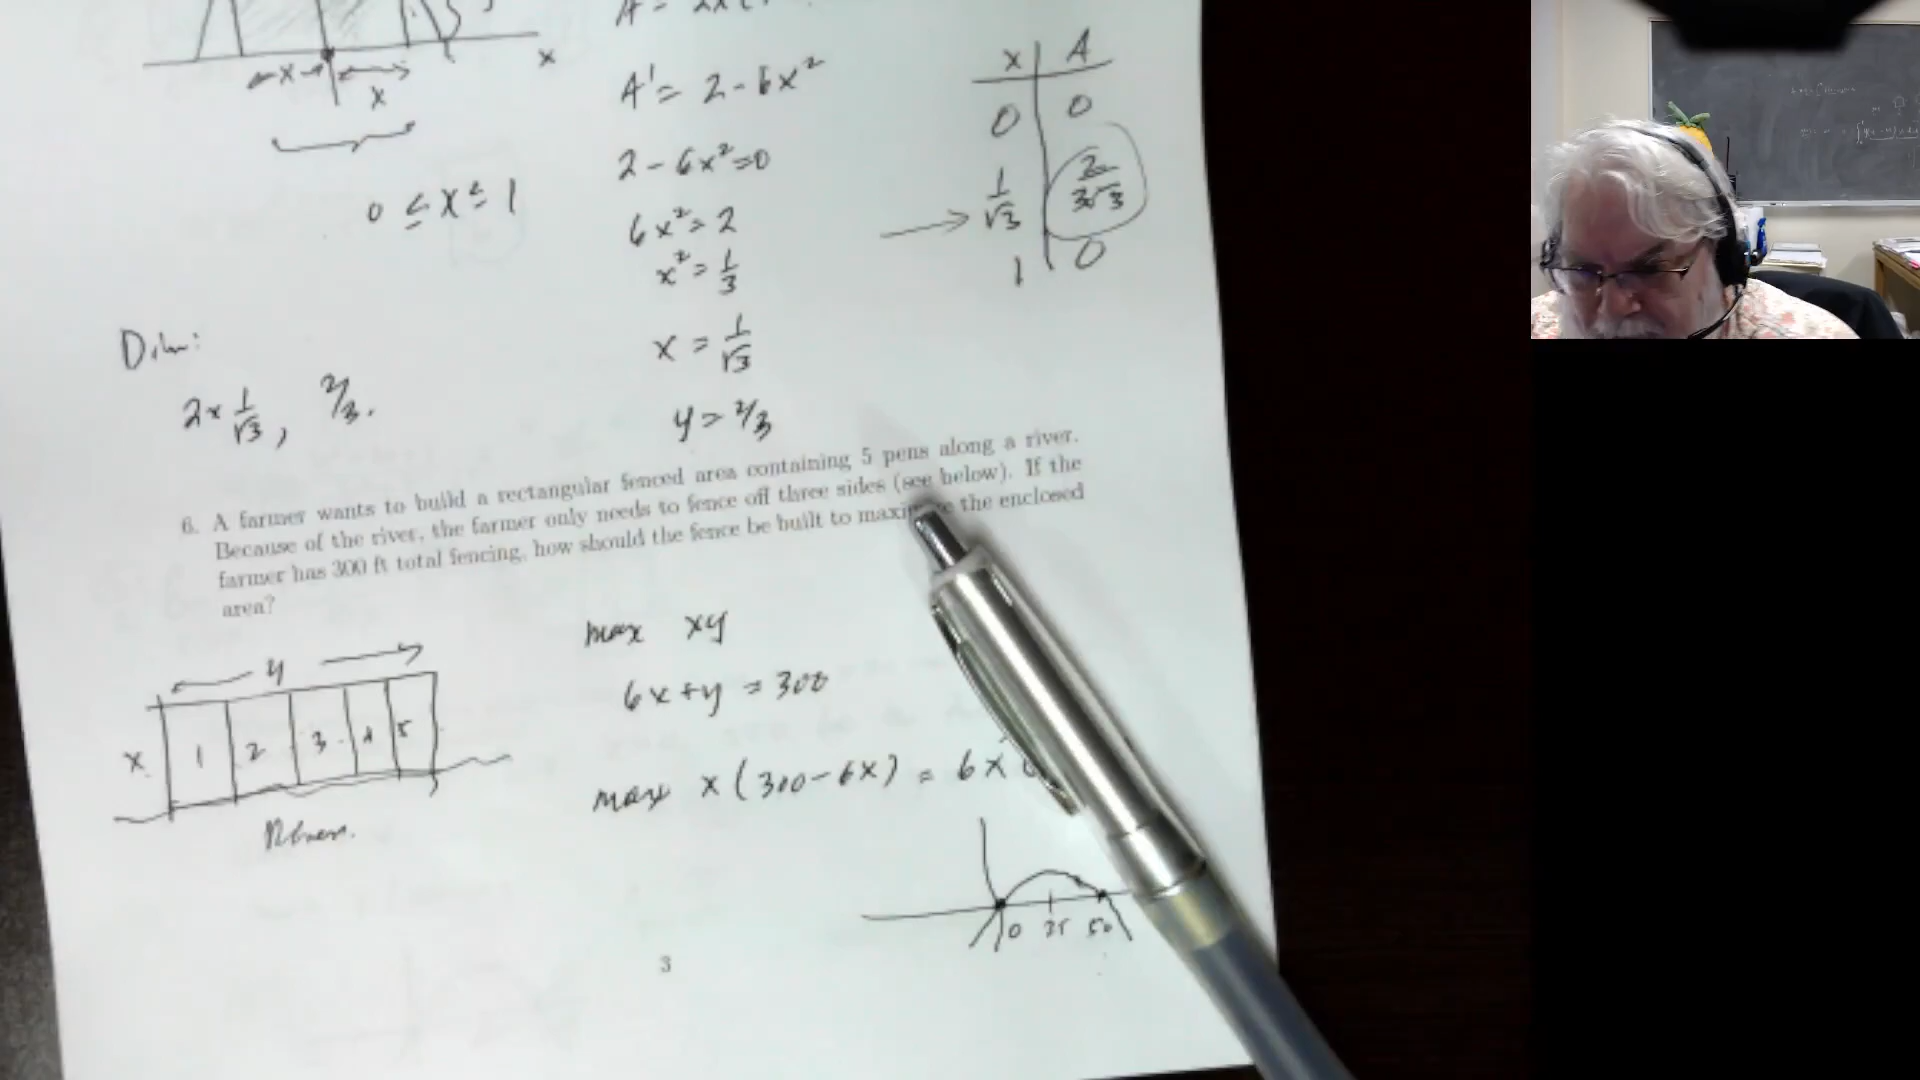 x
x
x
0 ≤ x ≤ 1
A' = 2 - 6x²
2 - 6x² = 0
6x² = 2
x² = 1/3
x = 1/√3
y = 2/3
x | A
0 | 0
1/√3 | 2/3√3
1 | 0
Dim:
2 × 1/√3, 2/3.
6. A farmer wants to build a rectangular fenced area containing 5 pens along a river.
Because of the river, the farmer only needs to fence off three sides (see below). If the
farmer has 300 ft total fencing, how should the fence be built to the enclosed
area?
max xy
6x + y = 300
max x(300 - 6x) = 6x
y
x
1 2 3 4 5
0 25 50
3